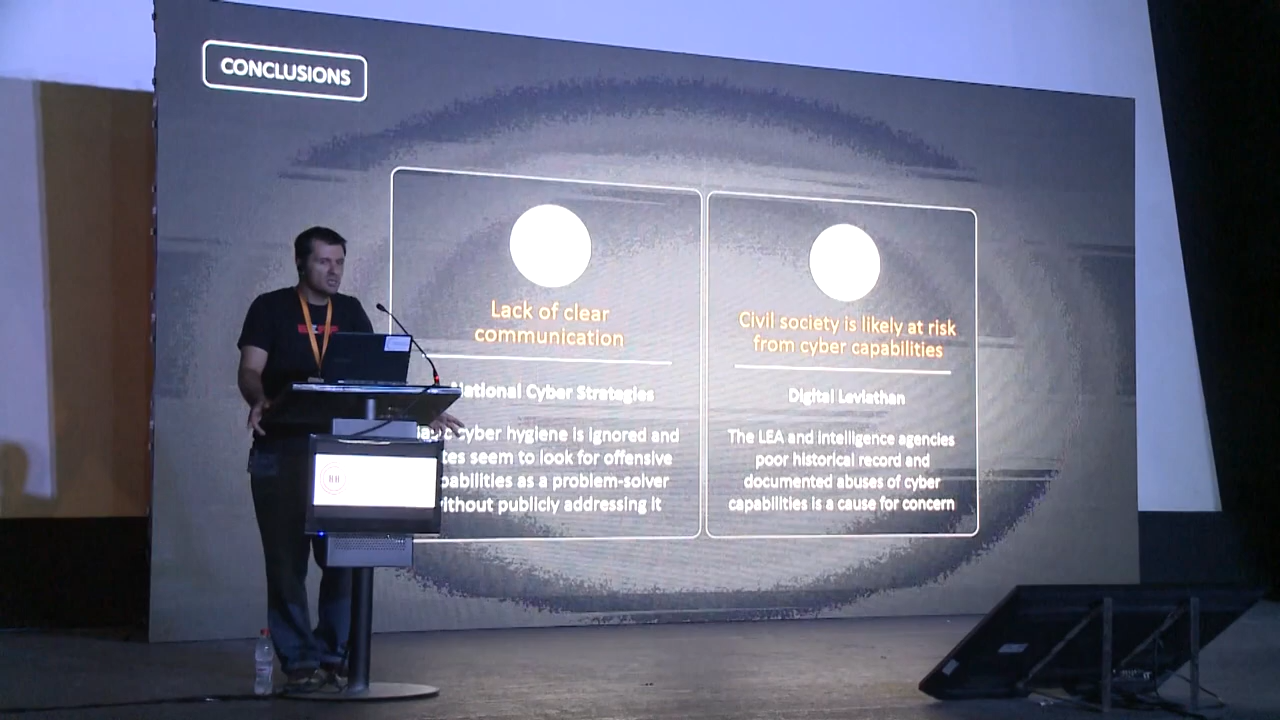 CONCLUSIONS
Lack of clear
communication
National Cyber Strategies
cyber hygiene is ignored and
seem to look for offensive
as a problem-solver
without publicly addressing it
Civil society is likely at risk
from cyber capabilities
Digital Leviathan
The LEA and intelligence agencies
poor historical record and
documented abuses of cyber
capabilities is a cause for concern